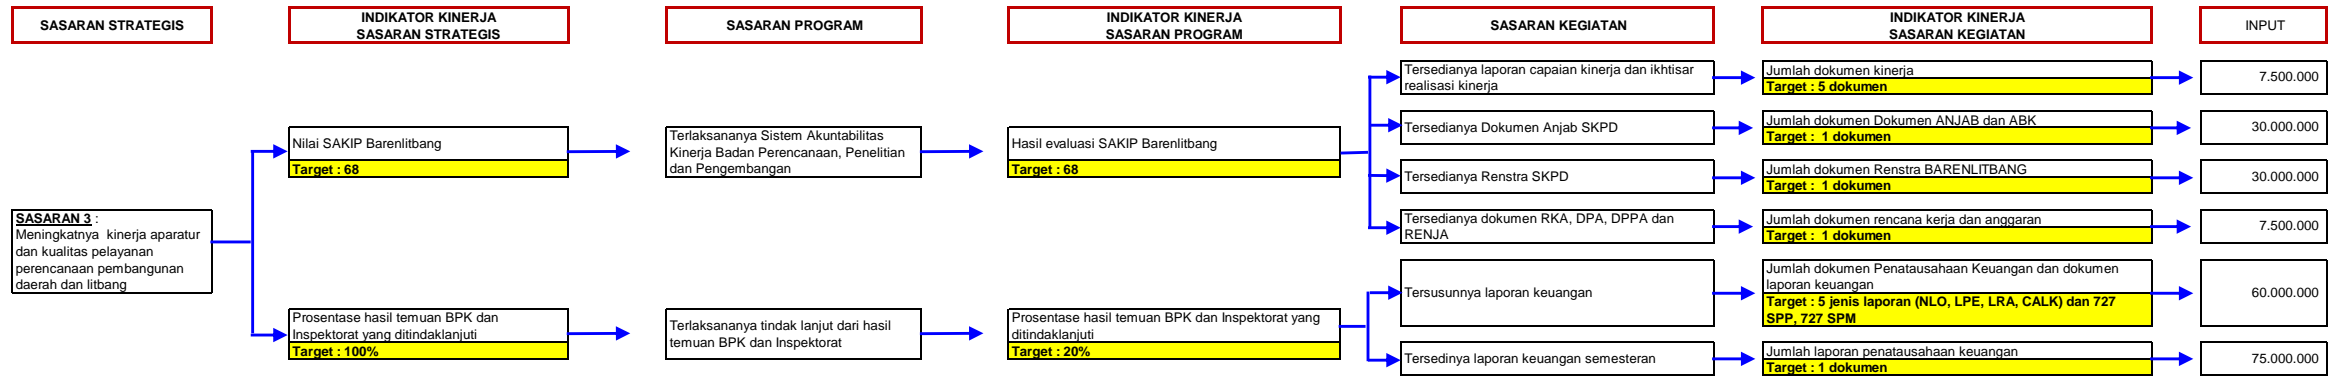 SASARAN STRATEGIS
INDIKATOR KINERJA
SASARAN STRATEGIS
SASARAN PROGRAM
INDIKATOR KINERJA
SASARAN PROGRAM
SASARAN KEGIATAN
INDIKATOR KINERJA
SASARAN KEGIATAN
INPUT
SASARAN 3 :
Meningkatnya  kinerja aparatur
dan kualitas pelayanan
perencanaan pembangunan
daerah dan litbang
Nilai SAKIP Barenlitbang
Target : 68
Terlaksananya Sistem Akuntabilitas
Kinerja Badan Perencanaan, Penelitian
dan Pengembangan
Hasil evaluasi SAKIP Barenlitbang
Target : 68
Tersedianya laporan capaian kinerja dan ikhtisar
realisasi kinerja
Jumlah dokumen kinerja
Target : 5 dokumen
7.500.000
Tersedianya Dokumen Anjab SKPD
Jumlah dokumen Dokumen ANJAB dan ABK
Target :  1 dokumen
30.000.000
Tersedianya Renstra SKPD
Jumlah dokumen Renstra BARENLITBANG
Target :  1 dokumen
30.000.000
Tersedianya dokumen RKA, DPA, DPPA dan
RENJA
Jumlah dokumen rencana kerja dan anggaran
Target :  1 dokumen
7.500.000
Prosentase hasil temuan BPK dan
Inspektorat yang ditindaklanjuti
Target : 100%
Terlaksananya tindak lanjut dari hasil
temuan BPK dan Inspektorat
Prosentase hasil temuan BPK dan Inspektorat yang
ditindaklanjuti
Target : 20%
Tersusunnya laporan keuangan
Jumlah dokumen Penatausahaan Keuangan dan dokumen
laporan keuangan
Target : 5 jenis laporan (NLO, LPE, LRA, CALK) dan 727
SPP, 727 SPM
60.000.000
Tersedinya laporan keuangan semesteran
Jumlah laporan penatausahaan keuangan
Target : 1 dokumen
75.000.000